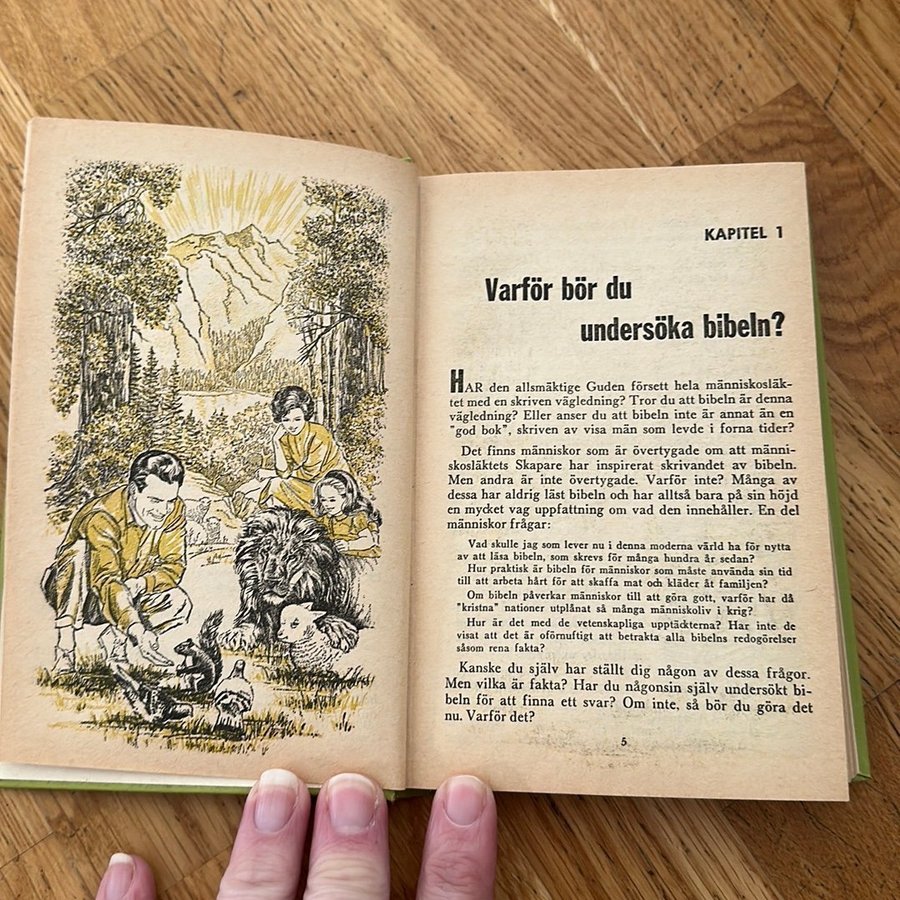 KAPITEL 1
Varför bör du
undersöka bibeln?
HAR den allsmäktige Guden försett hela människosläk-
tet med en skriven vägledning? Tror du att bibeln är denna
vägledning? Eller anser du att bibeln inte är annat än en
"god bok", skriven av visa män som levde i forna tider?
Det finns människor som är övertygade om att männi-
skosläktets Skapare har inspirerat skrivandet av bibeln.
Men andra är inte övertygade. Varför inte? Många av
dessa har aldrig läst bibeln och har alltså bara på sin höjd
en mycket vag uppfattning om vad den innehåller. En del
människor frågar:
Vad skulle jag som lever nu i denna moderna värld ha för nytta
av att läsa bibeln, som skrevs för många hundra år sedan?
Hur praktisk är bibeln för människor som måste använda sin tid
till att arbeta hårt för att skaffa mat och kläder åt familjen?
Om bibeln påverkar människor till att göra gott, varför har då
"kristna" nationer utplånat så många människoliv i krig?
Hur är det med de vetenskapliga upptäckterna? Har inte de
visat att det är oförnuftigt att betrakta alla bibelns redogörelser
såsom rena fakta?
Kanske du själv har ställt dig någon av dessa frågor.
Men vilka är fakta? Har du någonsin själv undersökt bi-
beln för att finna ett svar? Om inte, så bör du göra det
nu. Varför det?
5